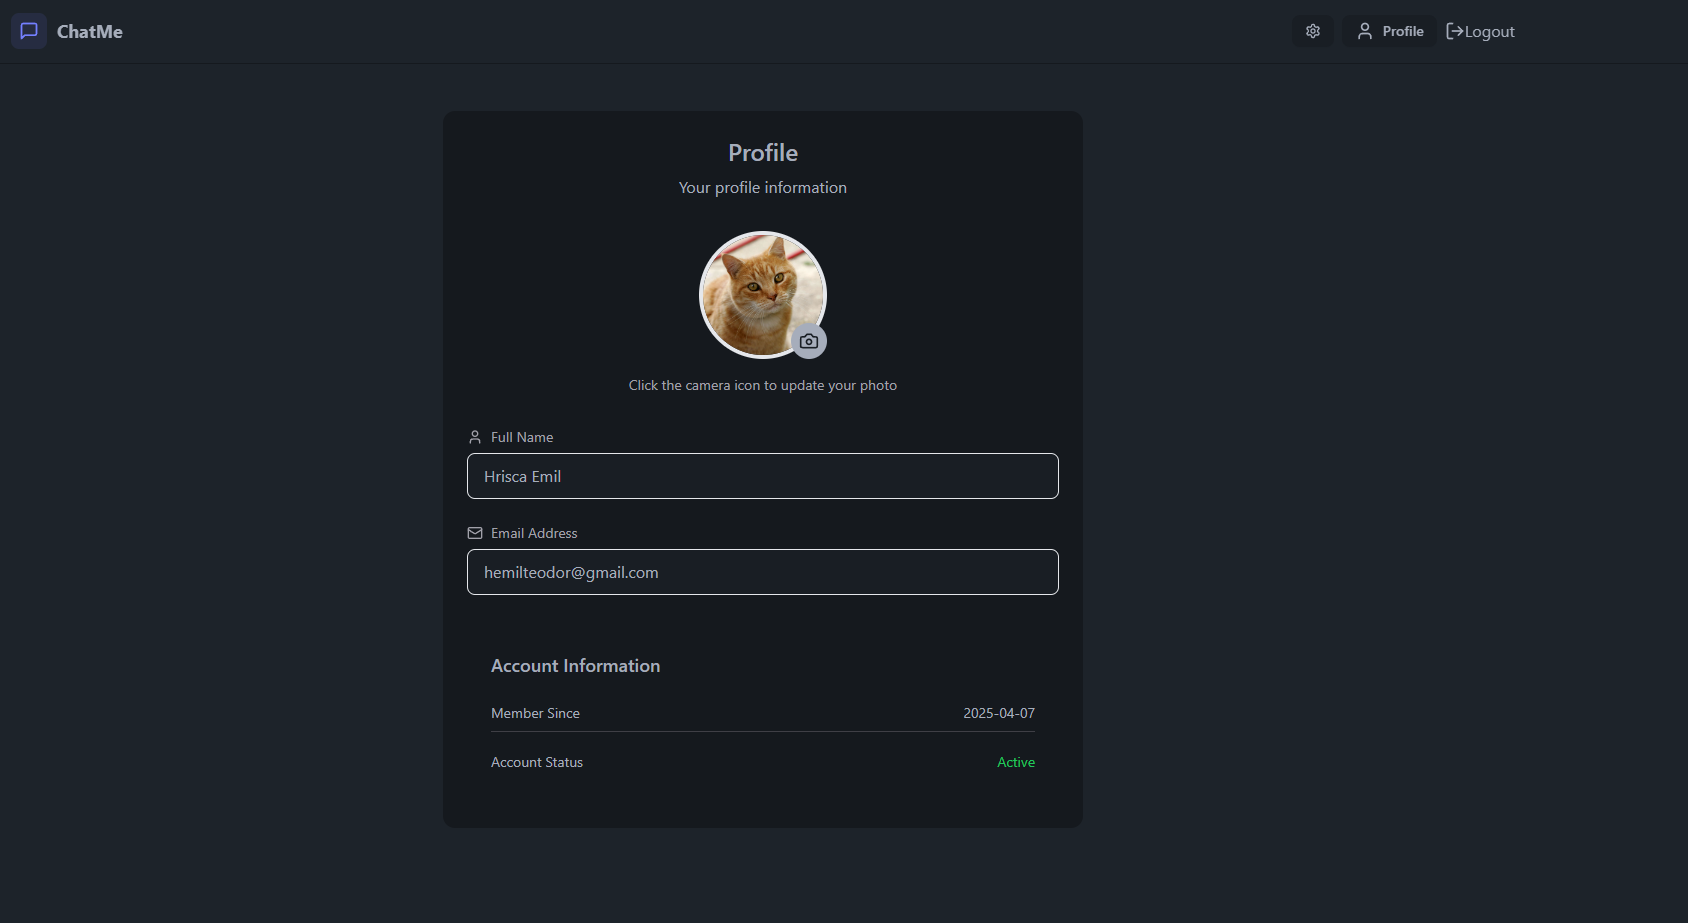 ChatMe
Profile
Logout
Profile
Your profile information
Click the camera icon to update your photo
Full Name
Hrisca Emil
Email Address
hemilteodor@gmail.com
Account Information
Member Since 2025-04-07
Account Status Active